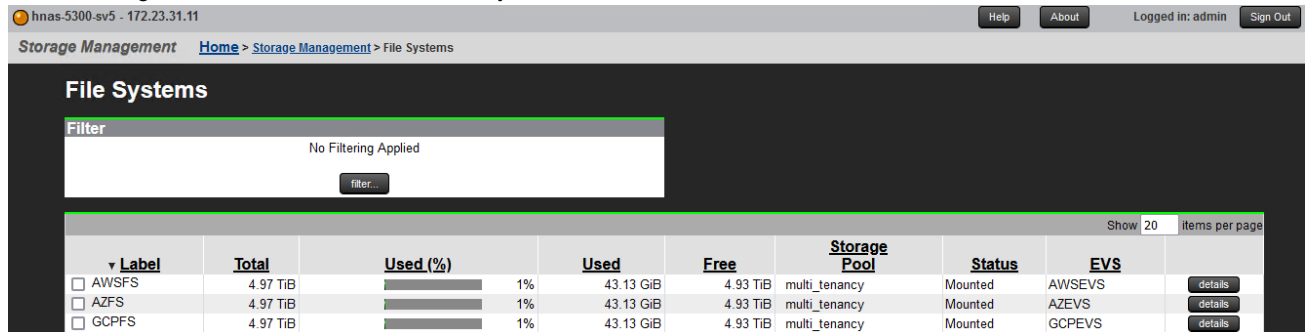 hnas-5300-sv5 - 172.23.31.11 Help About Logged in: admin Sign Out
Storage Management Home > Storage Management > File Systems
File Systems
Filter
No Filtering Applied
filter...
Show 20 items per page
▼ Label Total Used (%) Used Free Storage Pool Status EVS
AWSFS 4.97 TiB 1% 43.13 GiB 4.93 TiB multi_tenancy Mounted AWSEVS details
AZFS 4.97 TiB 1% 43.13 GiB 4.93 TiB multi_tenancy Mounted AZEVS details
GCPFS 4.97 TiB 1% 43.13 GiB 4.93 TiB multi_tenancy Mounted GCPEVS details